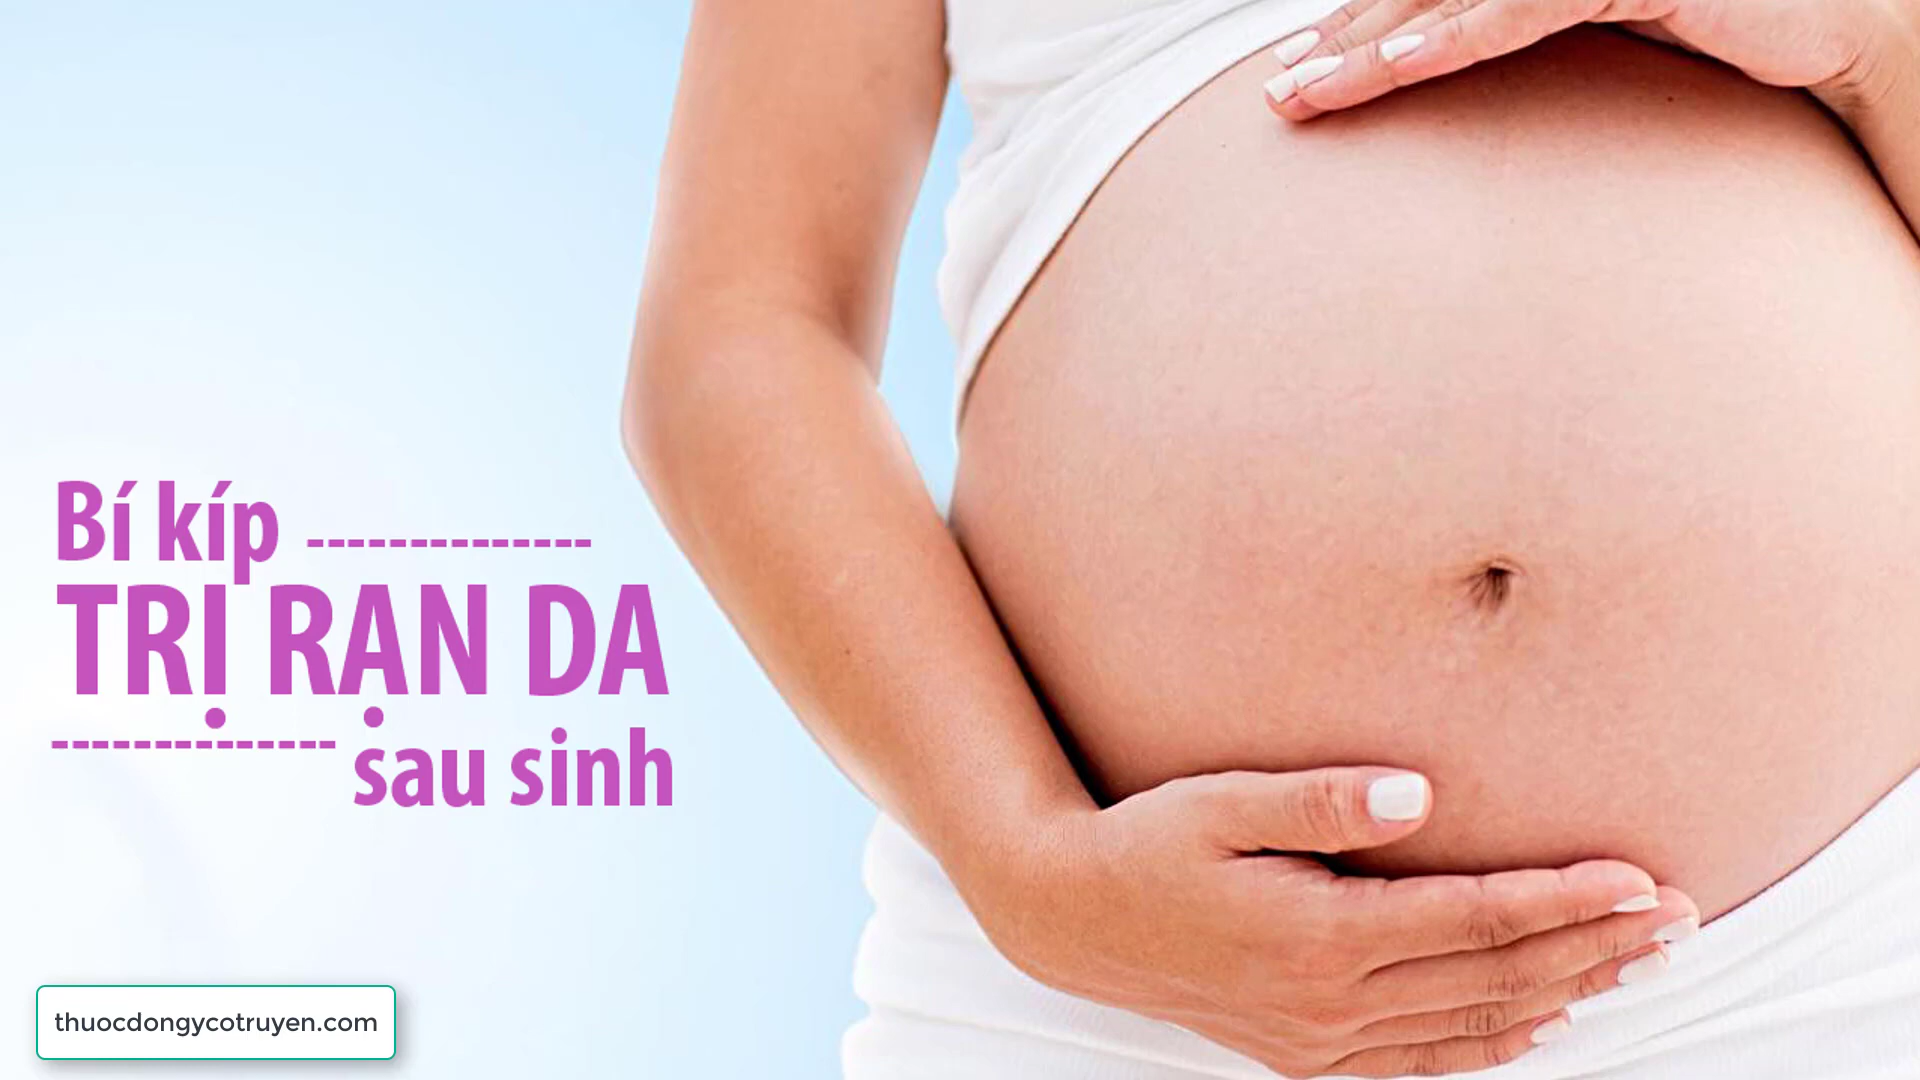 Bí kíp --------------
TRỊ RẠN DA
-------------- sau sinh
thuocdongycotruyen.com